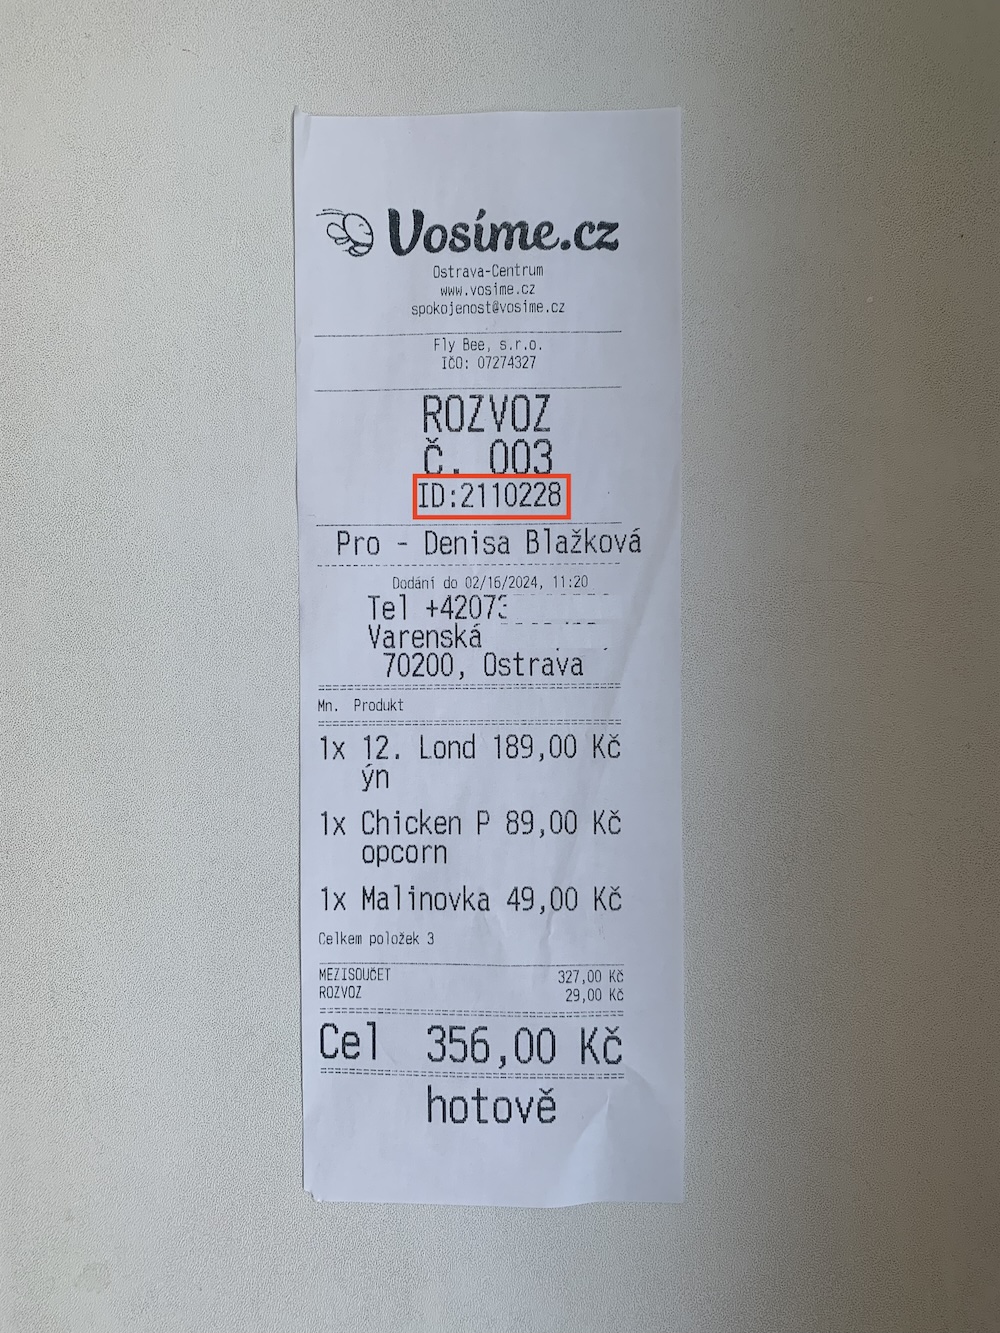 Vosíme.cz
Ostrava-Centrum
www.vosime.cz
spokojenost@vosime.cz
Fly Bee, s.r.o.
IČO: 07274327
ROZVOZ
Č. 003
ID:2110228
Pro - Denisa Blažková
Dodání do 02/16/2024, 11:20
Tel +42073
Varenská
70200, Ostrava
Mn. Produkt
1x 12. Lond 189,00 Kč
ýn
1x Chicken P 89,00 Kč
opcorn
1x Malinovka 49,00 Kč
Celkem položek 3
MEZISOUČET 327,00 Kč
ROZVOZ 29,00 Kč
Cel 356,00 Kč
hotově